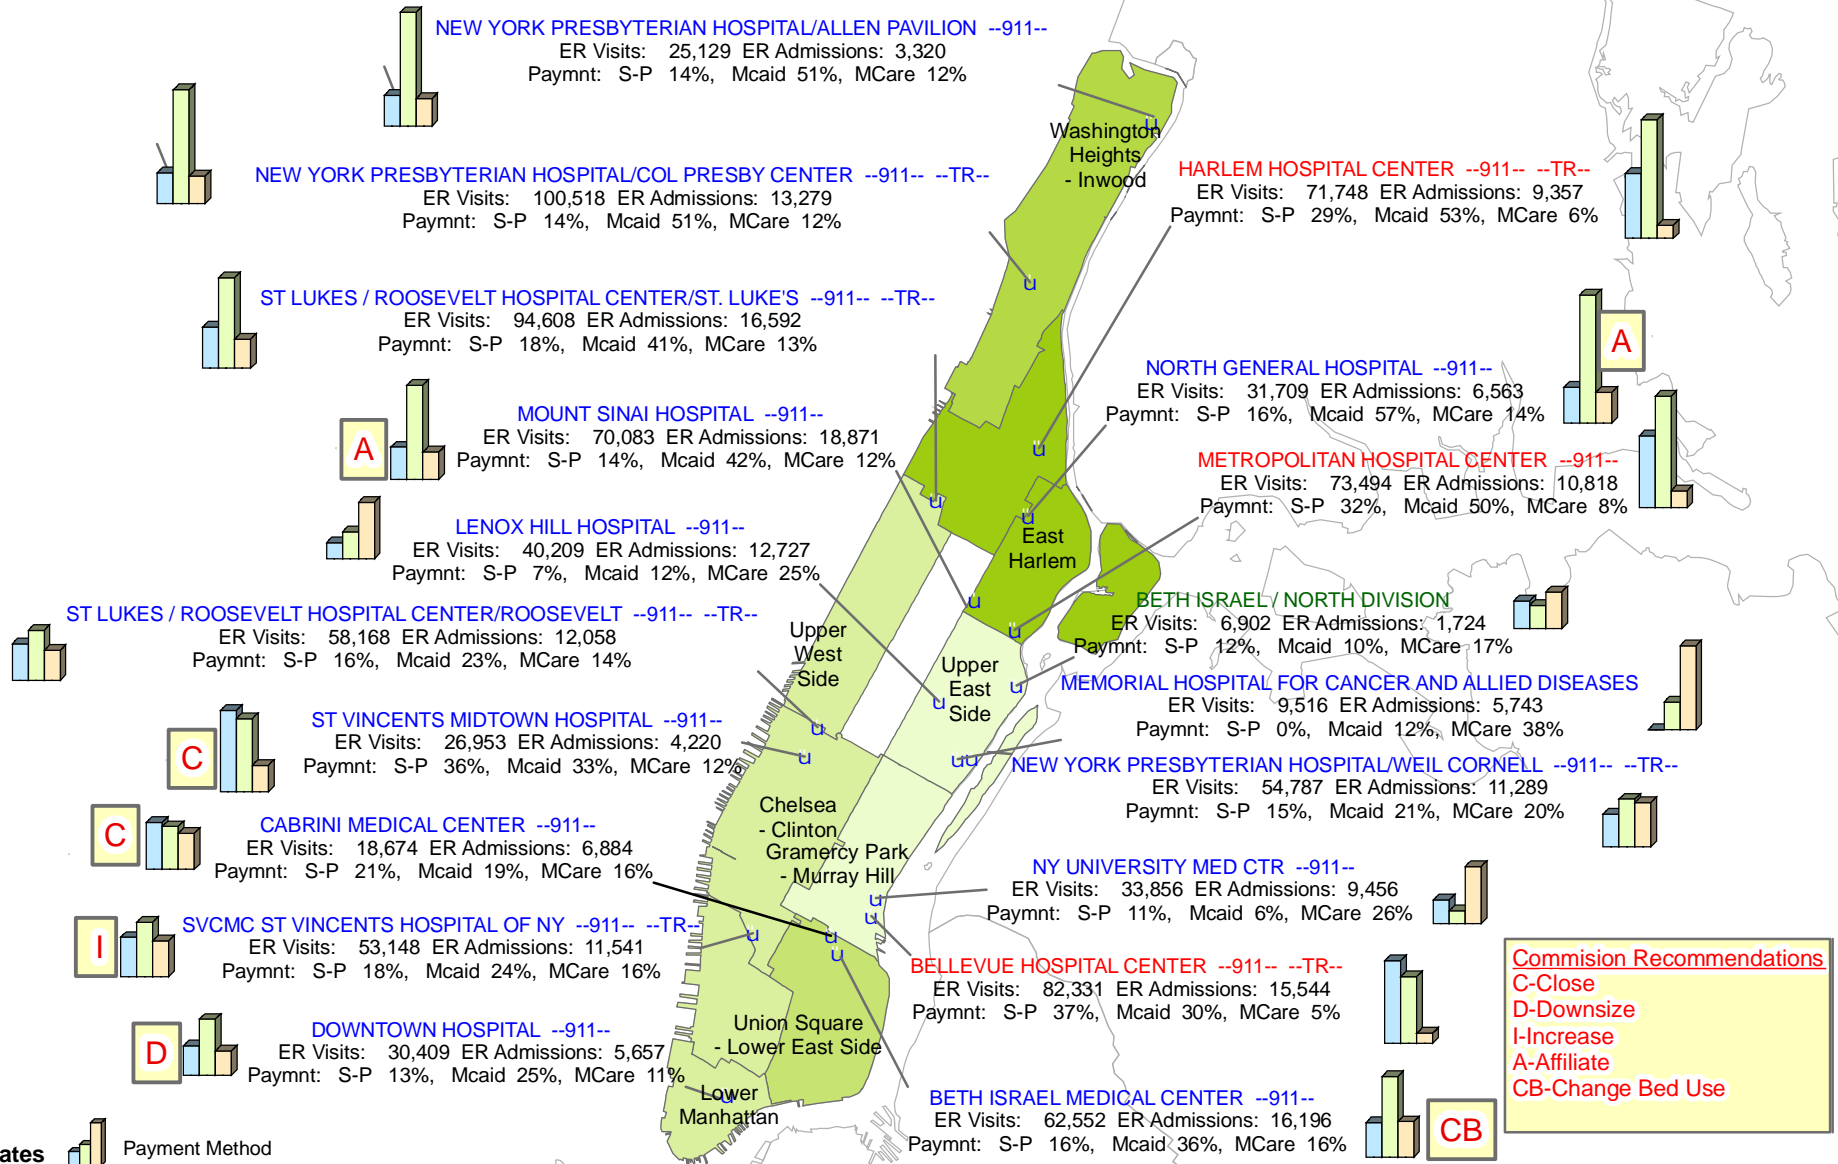 NEW YORK PRESBYTERIAN HOSPITAL/ALLEN PAVILION --911--
ER Visits: 25,129 ER Admissions: 3,320
Paymnt: S-P 14%, Mcaid 51%, MCare 12%
NEW YORK PRESBYTERIAN HOSPITAL/COL PRESBY CENTER --911-- --TR--
ER Visits: 100,518 ER Admissions: 13,279
Paymnt: S-P 14%, Mcaid 51%, MCare 12%
ST LUKES / ROOSEVELT HOSPITAL CENTER/ST. LUKE'S --911-- --TR--
ER Visits: 94,608 ER Admissions: 16,592
Paymnt: S-P 18%, Mcaid 41%, MCare 13%
A
MOUNT SINAI HOSPITAL --911--
ER Visits: 70,083 ER Admissions: 18,871
Paymnt: S-P 14%, Mcaid 42%, MCare 12%
LENOX HILL HOSPITAL --911--
ER Visits: 40,209 ER Admissions: 12,727
Paymnt: S-P 7%, Mcaid 12%, MCare 25%
ST LUKES / ROOSEVELT HOSPITAL CENTER/ROOSEVELT --911-- --TR--
ER Visits: 58,168 ER Admissions: 12,058
Paymnt: S-P 16%, Mcaid 23%, MCare 14%
C
ST VINCENTS MIDTOWN HOSPITAL --911--
ER Visits: 26,953 ER Admissions: 4,220
Paymnt: S-P 36%, Mcaid 33%, MCare 12%
C
CABRINI MEDICAL CENTER --911--
ER Visits: 18,674 ER Admissions: 6,884
Paymnt: S-P 21%, Mcaid 19%, MCare 16%
I
SVCMC ST VINCENTS HOSPITAL OF NY --911-- --TR--
ER Visits: 53,148 ER Admissions: 11,541
Paymnt: S-P 18%, Mcaid 24%, MCare 16%
D
DOWNTOWN HOSPITAL --911--
ER Visits: 30,409 ER Admissions: 5,657
Paymnt: S-P 13%, Mcaid 25%, MCare 11%
ates
Payment Method
Washington
Heights
- Inwood
East
Harlem
Upper
West
Side
Upper
East
Side
Chelsea
- Clinton
Gramercy Park
- Murray Hill
Union Square
- Lower East Side
Lower
Manhattan
u
u
u
u
u
u
u
u
u
u
u
uu
u
u
u
u
u
u
HARLEM HOSPITAL CENTER --911-- --TR--
ER Visits: 71,748 ER Admissions: 9,357
Paymnt: S-P 29%, Mcaid 53%, MCare 6%
A
NORTH GENERAL HOSPITAL --911--
ER Visits: 31,709 ER Admissions: 6,563
Paymnt: S-P 16%, Mcaid 57%, MCare 14%
METROPOLITAN HOSPITAL CENTER --911--
ER Visits: 73,494 ER Admissions: 10,818
Paymnt: S-P 32%, Mcaid 50%, MCare 8%
BETH ISRAEL / NORTH DIVISION
ER Visits: 6,902 ER Admissions: 1,724
Paymnt: S-P 12%, Mcaid 10%, MCare 17%
MEMORIAL HOSPITAL FOR CANCER AND ALLIED DISEASES
ER Visits: 9,516 ER Admissions: 5,743
Paymnt: S-P 0%, Mcaid 12%, MCare 38%
NEW YORK PRESBYTERIAN HOSPITAL/WEIL CORNELL --911-- --TR--
ER Visits: 54,787 ER Admissions: 11,289
Paymnt: S-P 15%, Mcaid 21%, MCare 20%
NY UNIVERSITY MED CTR --911--
ER Visits: 33,856 ER Admissions: 9,456
Paymnt: S-P 11%, Mcaid 6%, MCare 26%
BELLEVUE HOSPITAL CENTER --911-- --TR--
ER Visits: 82,331 ER Admissions: 15,544
Paymnt: S-P 37%, Mcaid 30%, MCare 5%
BETH ISRAEL MEDICAL CENTER --911--
ER Visits: 62,552 ER Admissions: 16,196
Paymnt: S-P 16%, Mcaid 36%, MCare 16%
CB
Commision Recommendations
C-Close
D-Downsize
I-Increase
A-Affiliate
CB-Change Bed Use